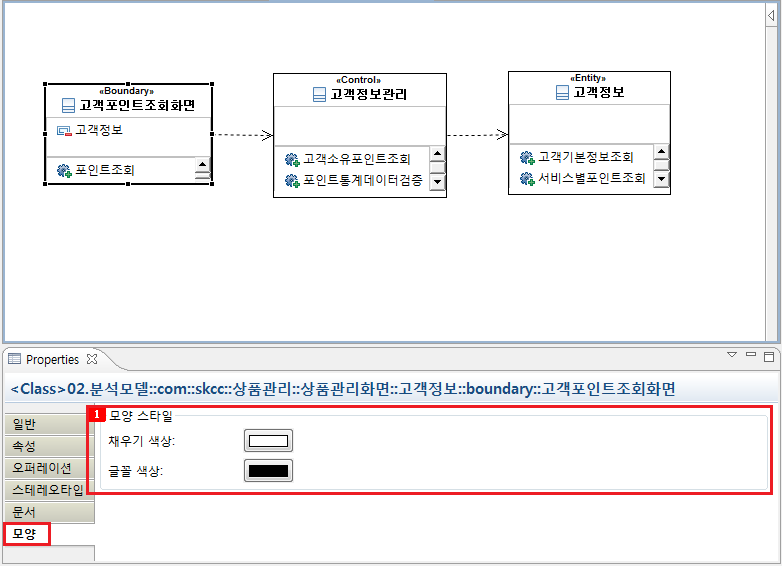 «Boundary»
고객포인트조회화면
고객정보
포인트조회
«Control»
고객정보관리
고객소유포인트조회
포인트통계데이터검증
«Entity»
고객정보
고객기본정보조회
서비스별포인트조회
Properties
<Class>02.분석모델::com::skcc::상품관리::상품관리화면::고객정보::boundary::고객포인트조회화면
일반
속성
오퍼레이션
스테레오타입
문서
모양
1 모양 스타일
채우기 색상:
글꼴 색상: